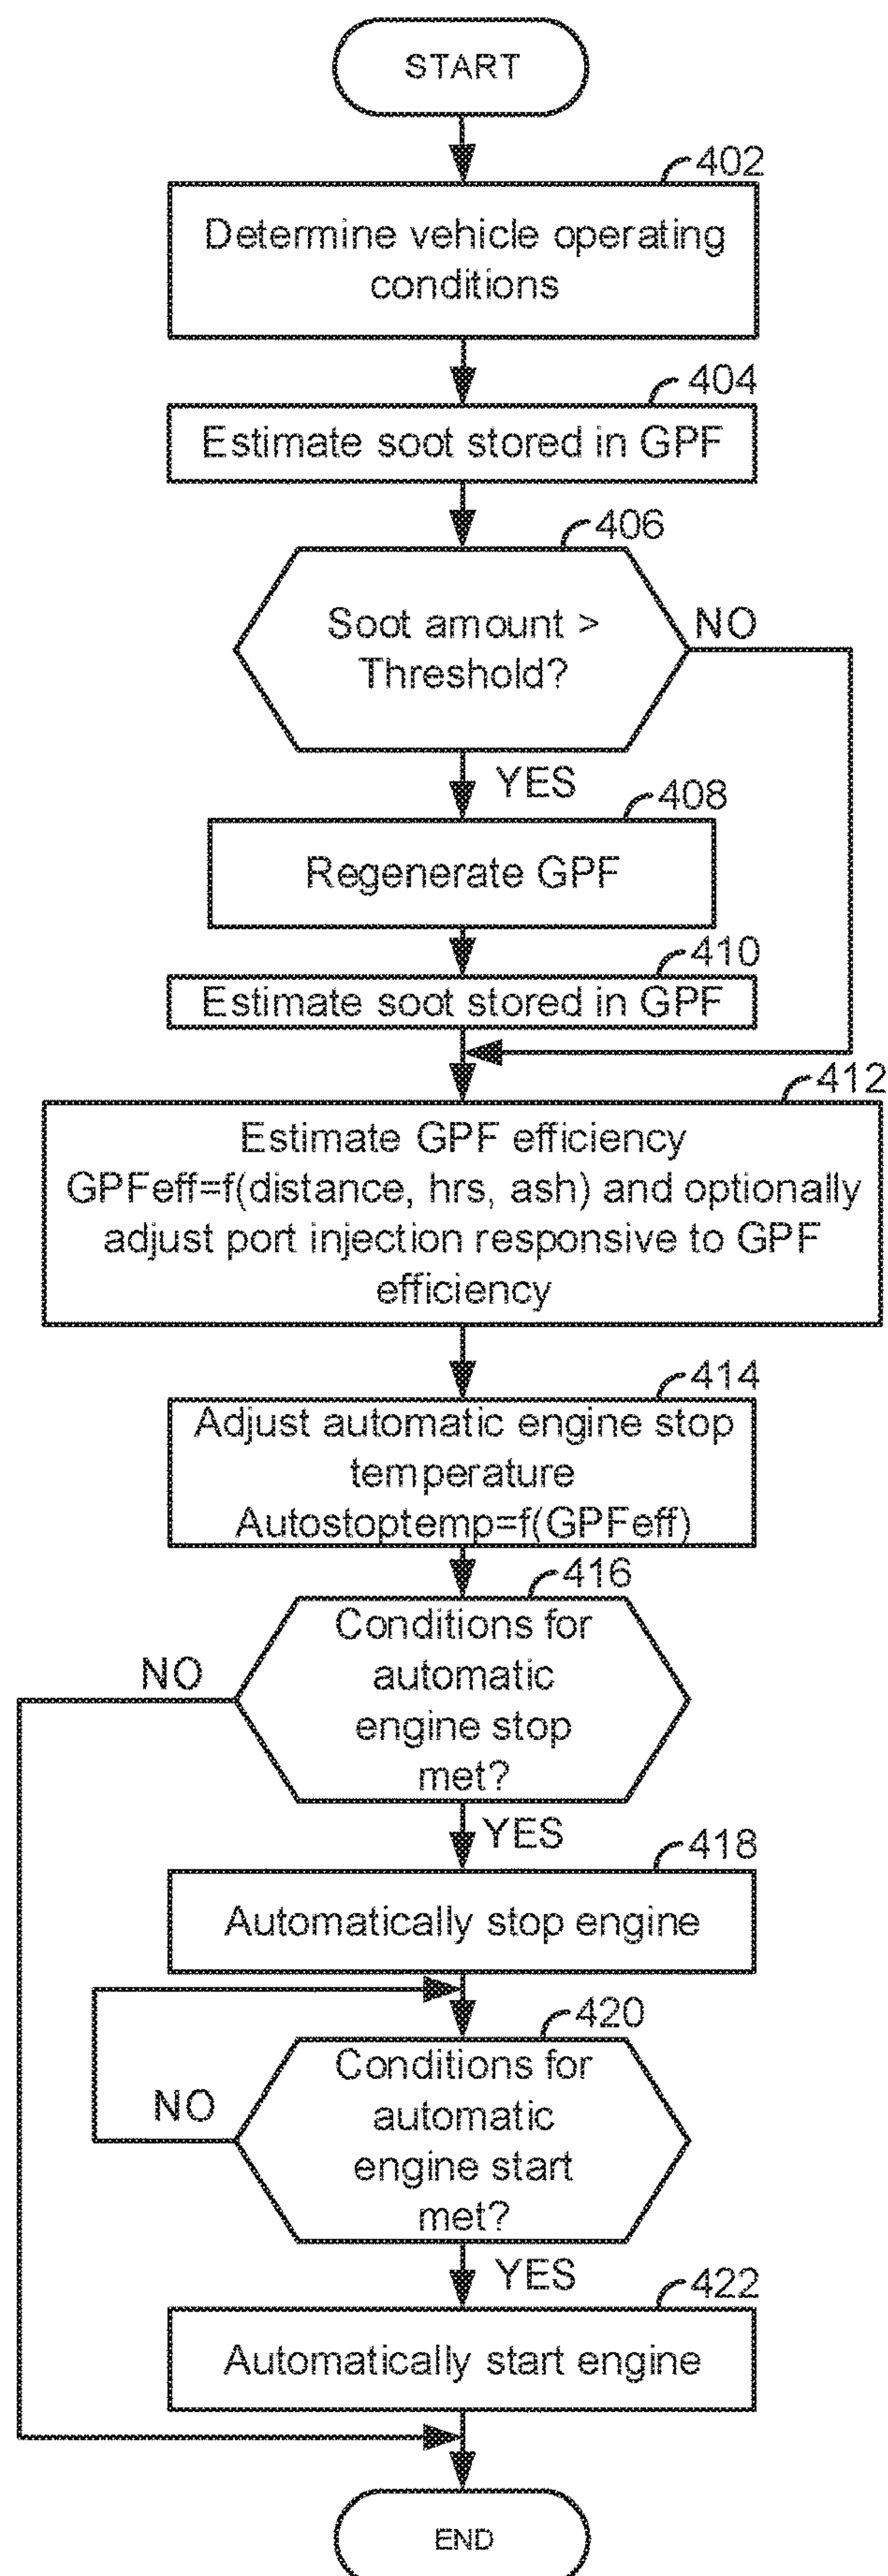 START
402
Determine vehicle operating
conditions
404
Estimate soot stored in GPF
406
Soot amount >
Threshold?
NO
YES
408
Regenerate GPF
410
Estimate soot stored in GPF
412
Estimate GPF efficiency
GPFeff=f(distance, hrs, ash) and optionally
adjust port injection responsive to GPF
efficiency
414
Adjust automatic engine stop
temperature
Autostoptemp=f(GPFeff)
416
Conditions for
automatic
engine stop
met?
NO
YES
418
Automatically stop engine
420
Conditions for
automatic
engine start
met?
NO
YES
422
Automatically start engine
END